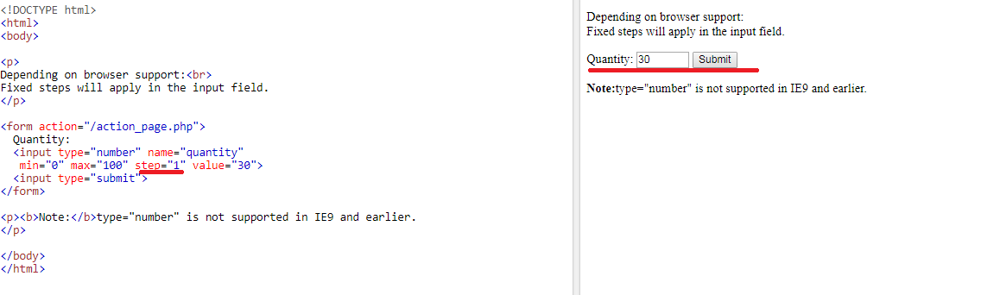 <!DOCTYPE html>
<html>
<body>
<p>
Depending on browser support:<br>
Fixed steps will apply in the input field.
</p>
<form action="/action_page.php">
  Quantity:
  <input type="number" name="quantity"
   min="0" max="100" step="1" value="30">
  <input type="submit">
</form>
<p><b>Note:</b>type="number" is not supported in IE9 and earlier.
</p>
</body>
</html>
Depending on browser support:
Fixed steps will apply in the input field.
Quantity: 30 Submit
Note:type="number" is not supported in IE9 and earlier.